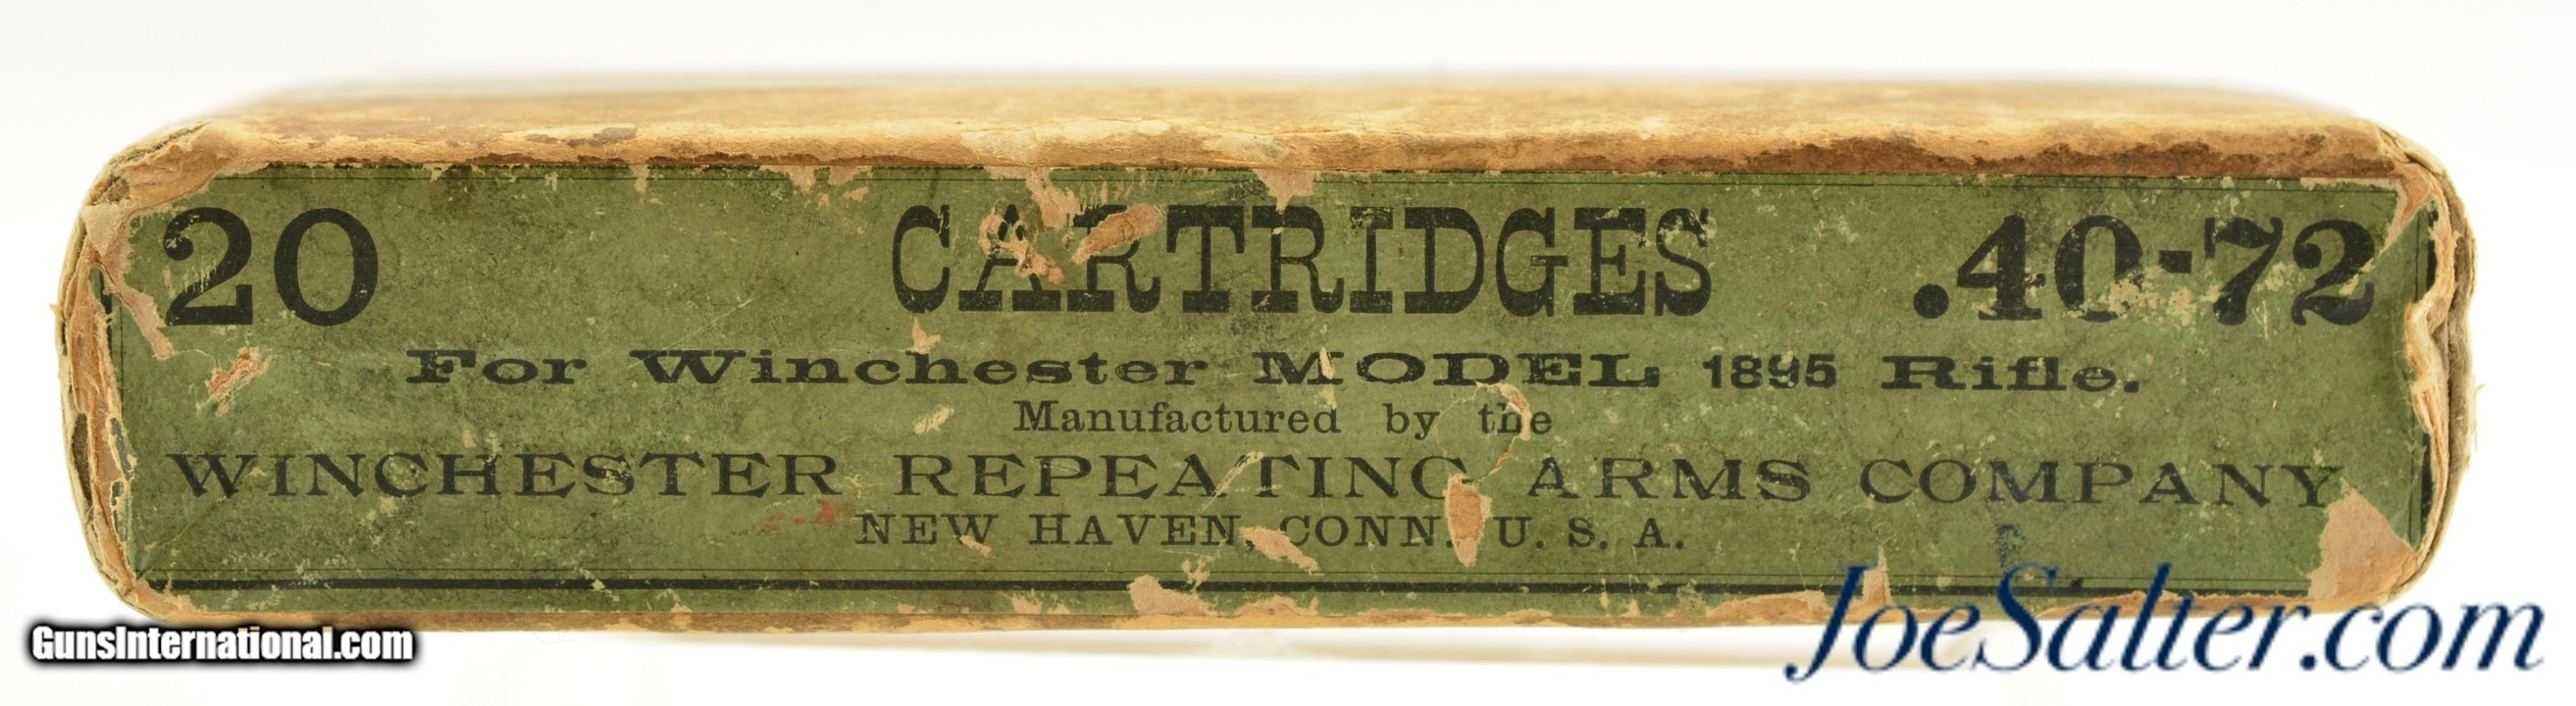 20 CARTRIDGES .40-72
For Winchester MODEL 1895 Rifle.
Manufactured by the
WINCHESTER REPEATING ARMS COMPANY
NEW HAVEN, CONN. U. S. A.
GunsInternational.com
JoeSalter.com